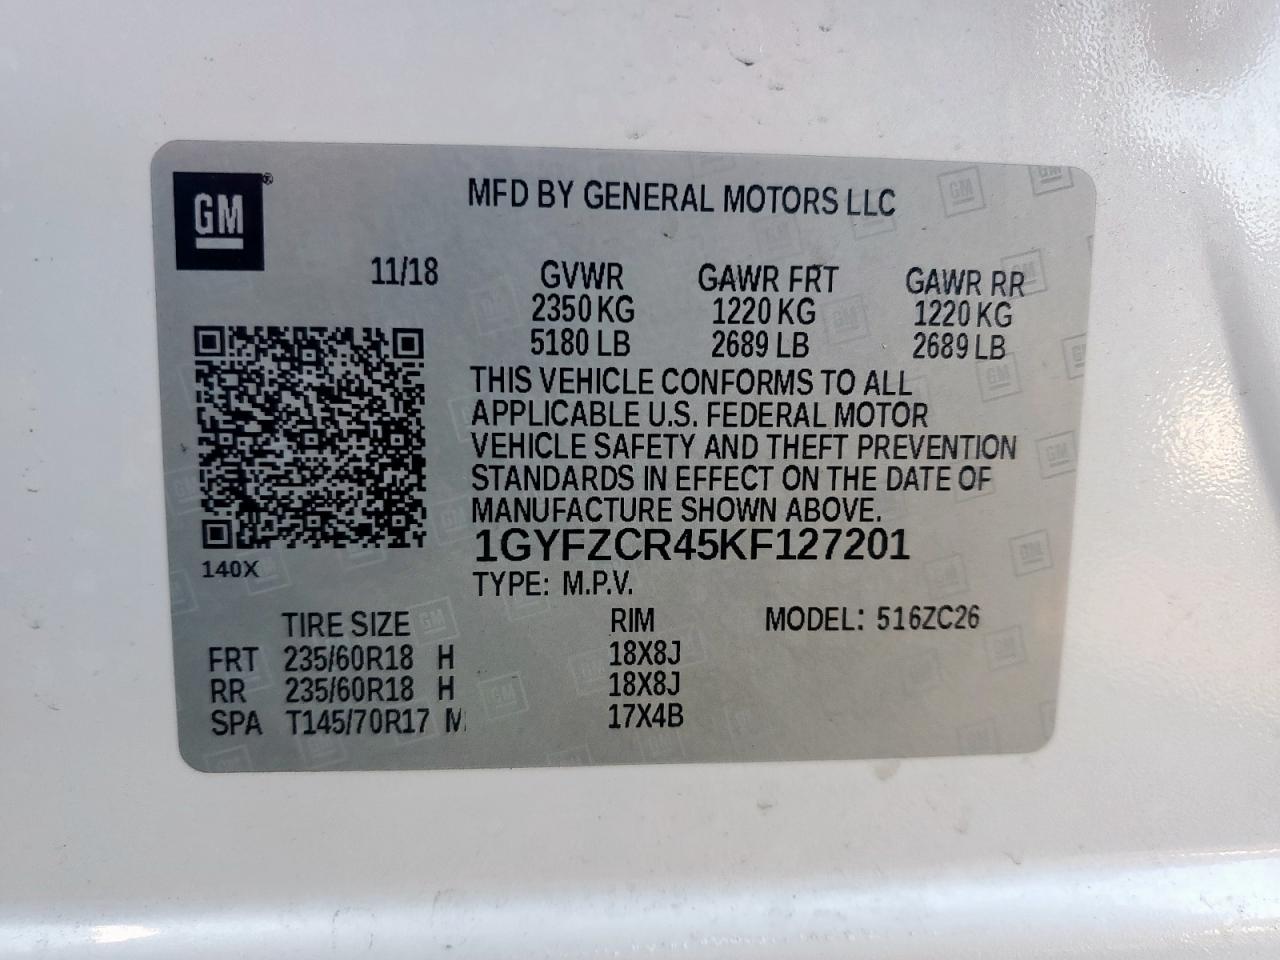 GM®
MFD BY GENERAL MOTORS LLC
11/18
GVWR GAWR FRT GAWR RR
2350 KG 1220 KG 1220 KG
5180 LB 2689 LB 2689 LB
THIS VEHICLE CONFORMS TO ALL
APPLICABLE U.S. FEDERAL MOTOR
VEHICLE SAFETY AND THEFT PREVENTION
STANDARDS IN EFFECT ON THE DATE OF
MANUFACTURE SHOWN ABOVE.
1GYFZCR45KF127201
140X
TYPE: M.P.V.
TIRE SIZE RIM MODEL: 516ZC26
FRT 235/60R18 H 18X8J
RR 235/60R18 H 18X8J
SPA T145/70R17 M 17X4B